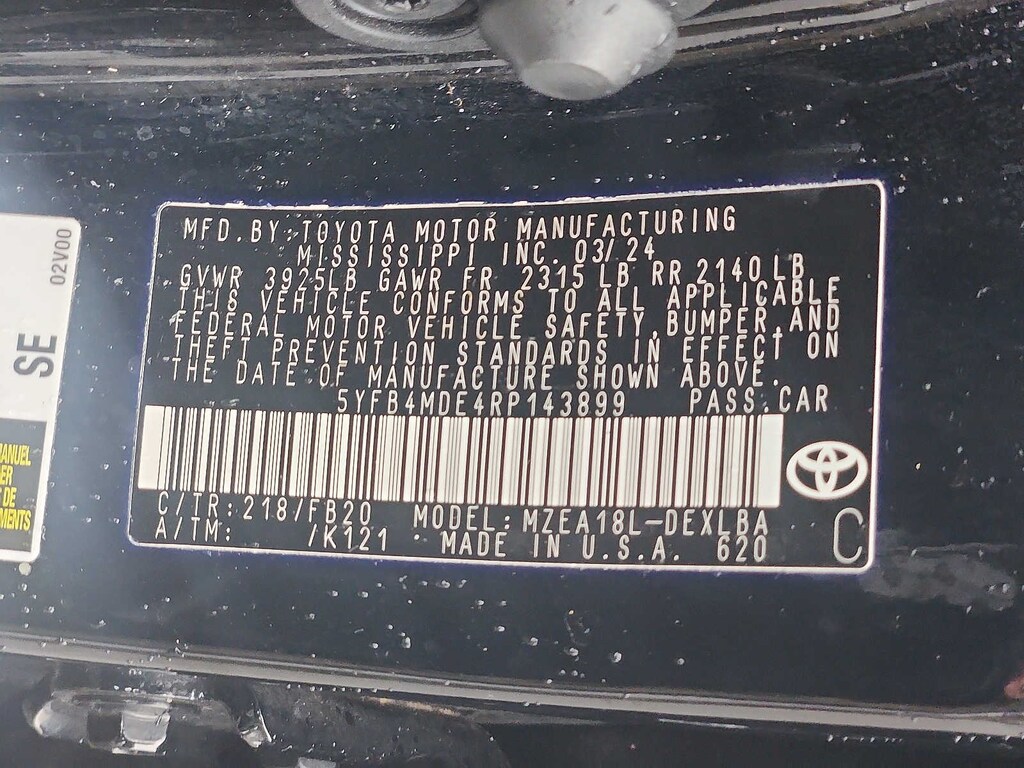 MFD. BY: TOYOTA MOTOR MANUFACTURING
MISSISSIPPI INC. 03/24
GVWR 3925LB GAWR FR 2315 LB RR 2140 LB
THIS VEHICLE CONFORMS TO ALL APPLICABLE
FEDERAL MOTOR VEHICLE SAFETY, BUMPER, AND
THEFT PREVENTION STANDARDS IN EFFECT ON
THE DATE OF MANUFACTURE SHOWN ABOVE.
5YFB4MDE4RP143899 PASS. CAR
C/TR: 218/FB20 MODEL: MZEA18L-DEXLBA
A/TM: /K121 MADE IN U.S.A. 620
C
02V00
SE
MANUEL
DE